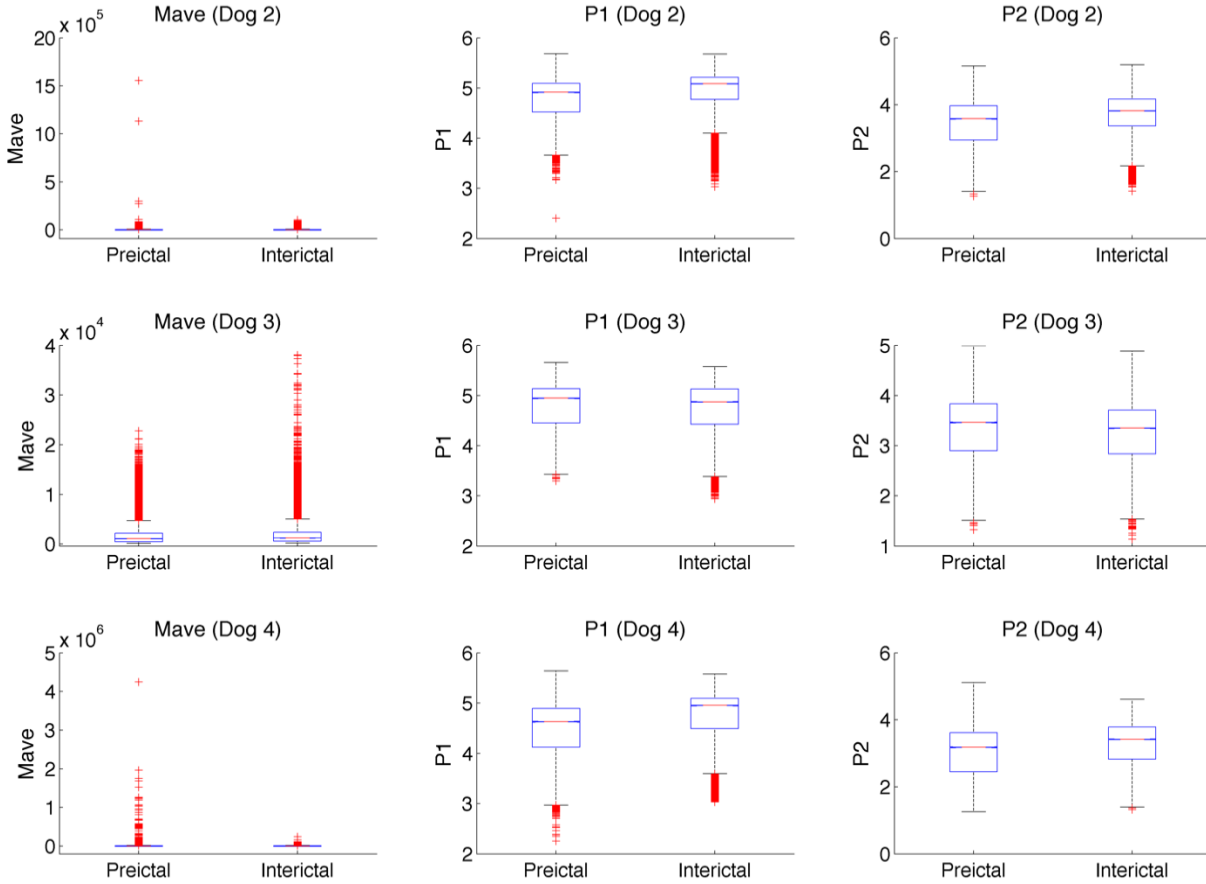 Mave (Dog 2)
x 10^5
20
15
10
5
0
Mave
Preictal Interictal
P1 (Dog 2)
6
5
4
3
2
P1
Preictal Interictal
P2 (Dog 2)
6
4
2
0
P2
Preictal Interictal
Mave (Dog 3)
x 10^4
4
3
2
1
0
Mave
Preictal Interictal
P1 (Dog 3)
6
5
4
3
2
P1
Preictal Interictal
P2 (Dog 3)
5
4
3
2
1
P2
Preictal Interictal
Mave (Dog 4)
x 10^6
5
4
3
2
1
0
Mave
Preictal Interictal
P1 (Dog 4)
6
5
4
3
2
P1
Preictal Interictal
P2 (Dog 4)
6
4
2
0
P2
Preictal Interictal